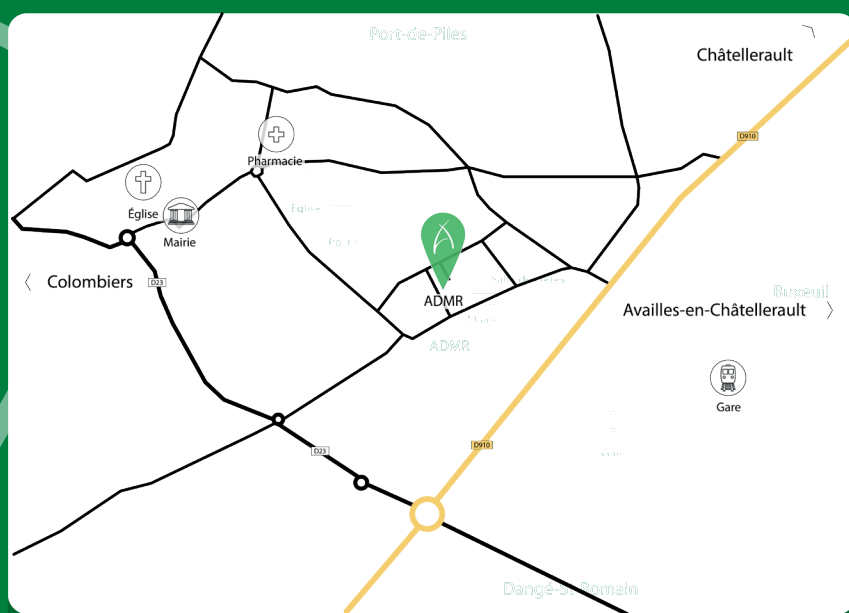 Port-de-Piles
Châtellerault
D910
Pharmacie
Église
Mairie
Église
ADMR
Colombiers
D23
Buxeuil
Availles-en-Châtellerault
ADMR
Gare
D910
D23
Dangé-St Romain